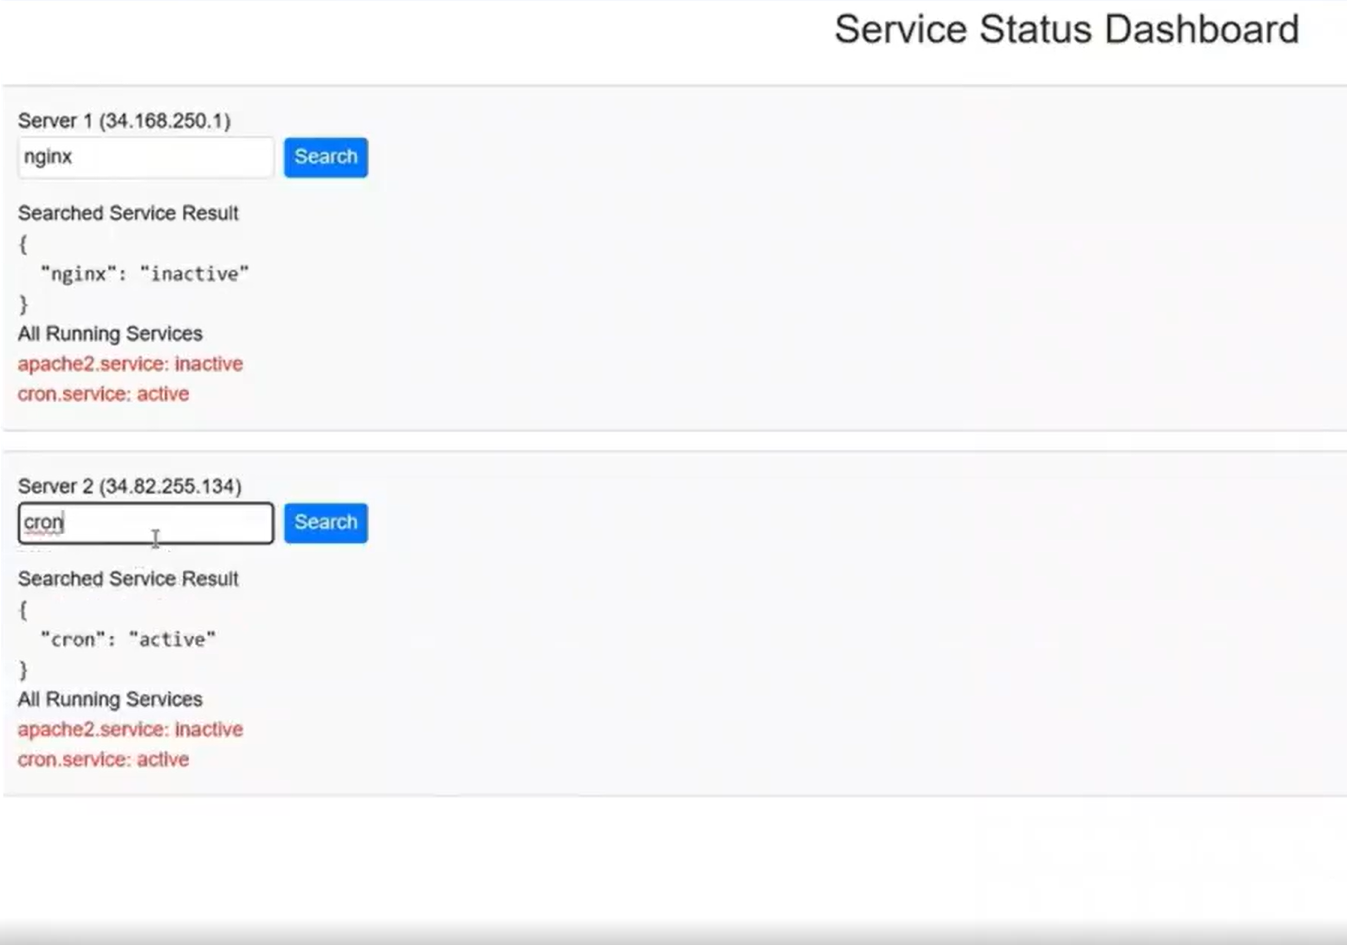 Service Status Dashboard
Server 1 (34.168.250.1)
nginx
Search
Searched Service Result
{
"nginx": "inactive"
}
All Running Services
apache2.service: inactive
cron.service: active
Server 2 (34.82.255.134)
cron
Search
Searched Service Result
{
"cron": "active"
}
All Running Services
apache2.service: inactive
cron.service: active